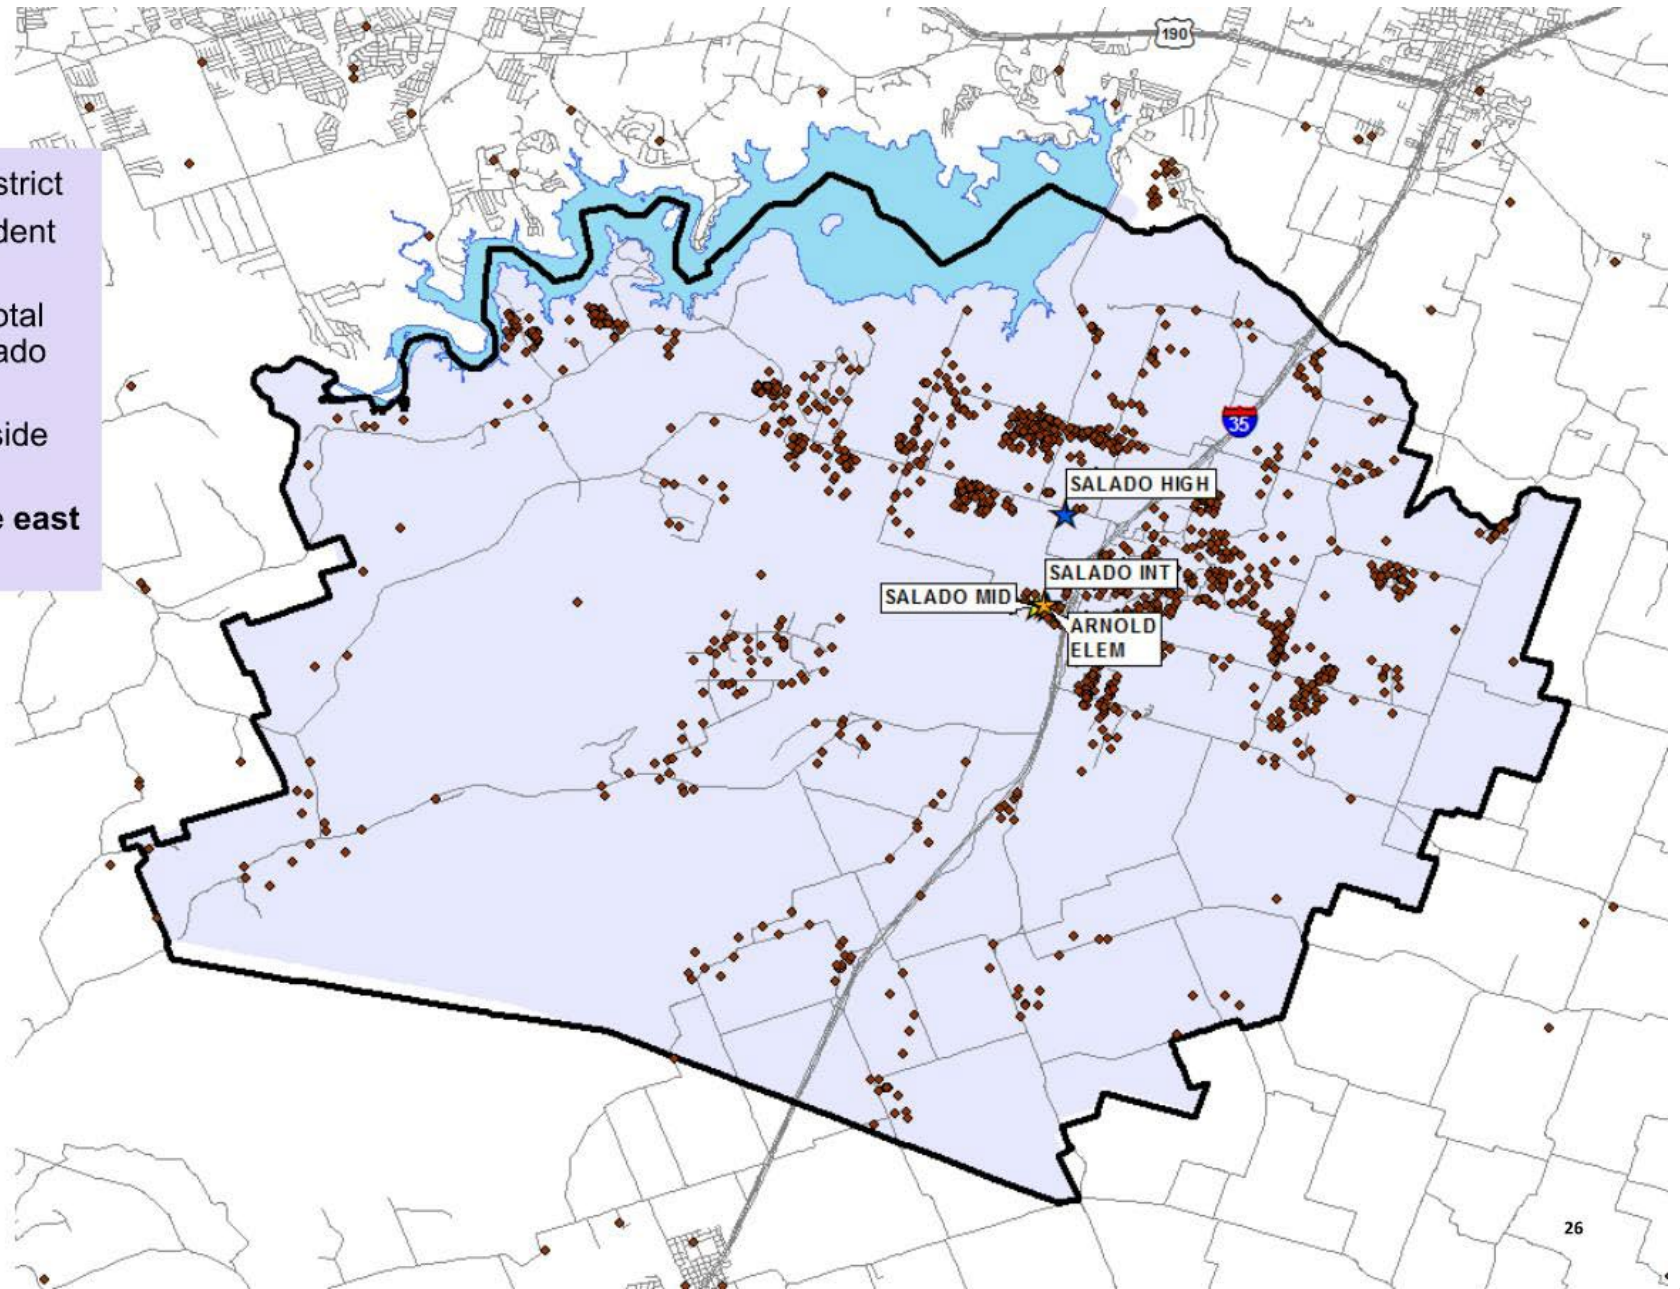 190
strict
dent
otal
ado
side
e east
35
SALADO HIGH
SALADO INT
SALADO MID
ARNOLD
ELEM
26